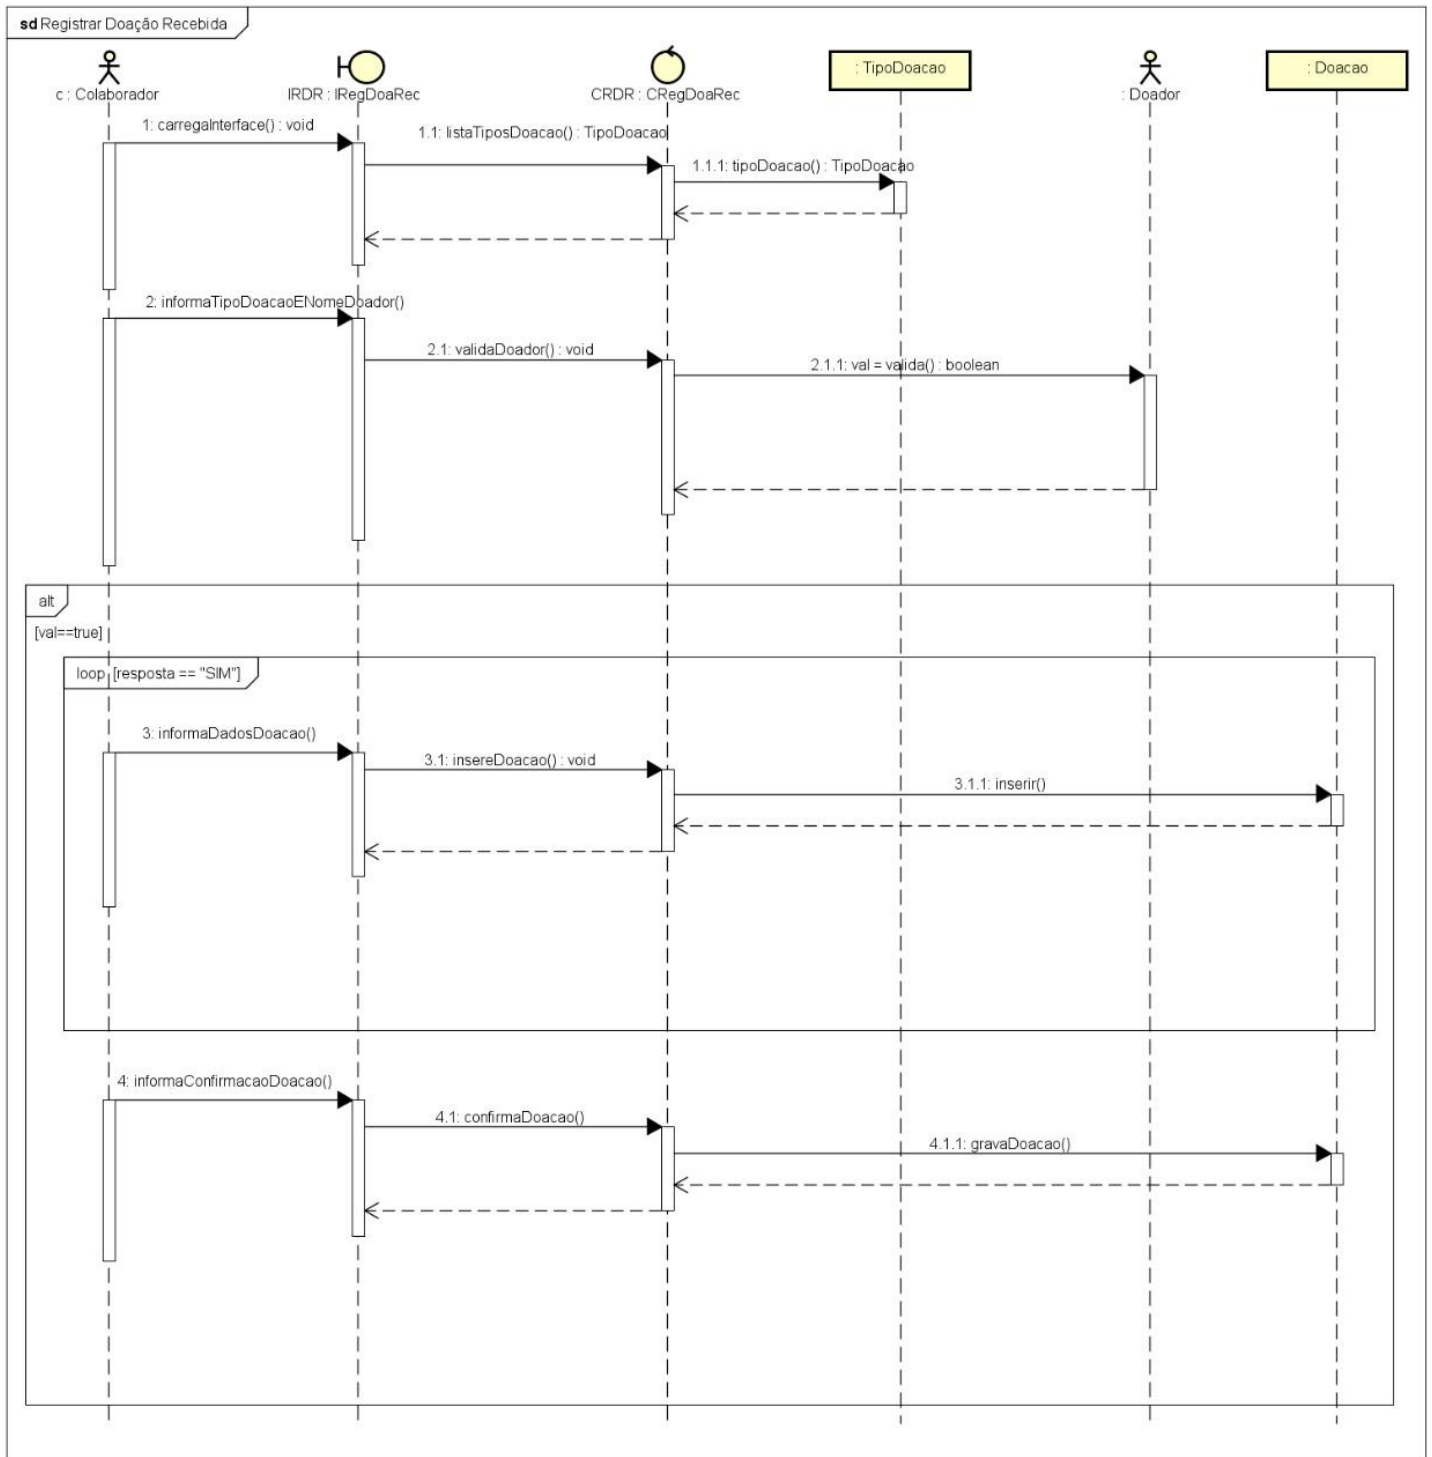 sd Registrar Doação Recebida
c : Colaborador
IRDR : IRegDoaRec
CRDR : CRegDoaRec
: TipoDoacao
: Doador
: Doacao
1: carregaInterface() : void
1.1: listaTiposDoacao() : TipoDoacao
1.1.1: tipoDoacao() : TipoDoacao
2: informaTipoDoacaoENomeDoador()
2.1: validaDoador() : void
2.1.1: val = valida() : boolean
alt
[val==true]
loop [resposta == "SIM"]
3: informaDadosDoacao()
3.1: insereDoacao() : void
3.1.1: inserir()
4: informaConfirmacaoDoacao()
4.1: confirmaDoacao()
4.1.1: gravaDoacao()